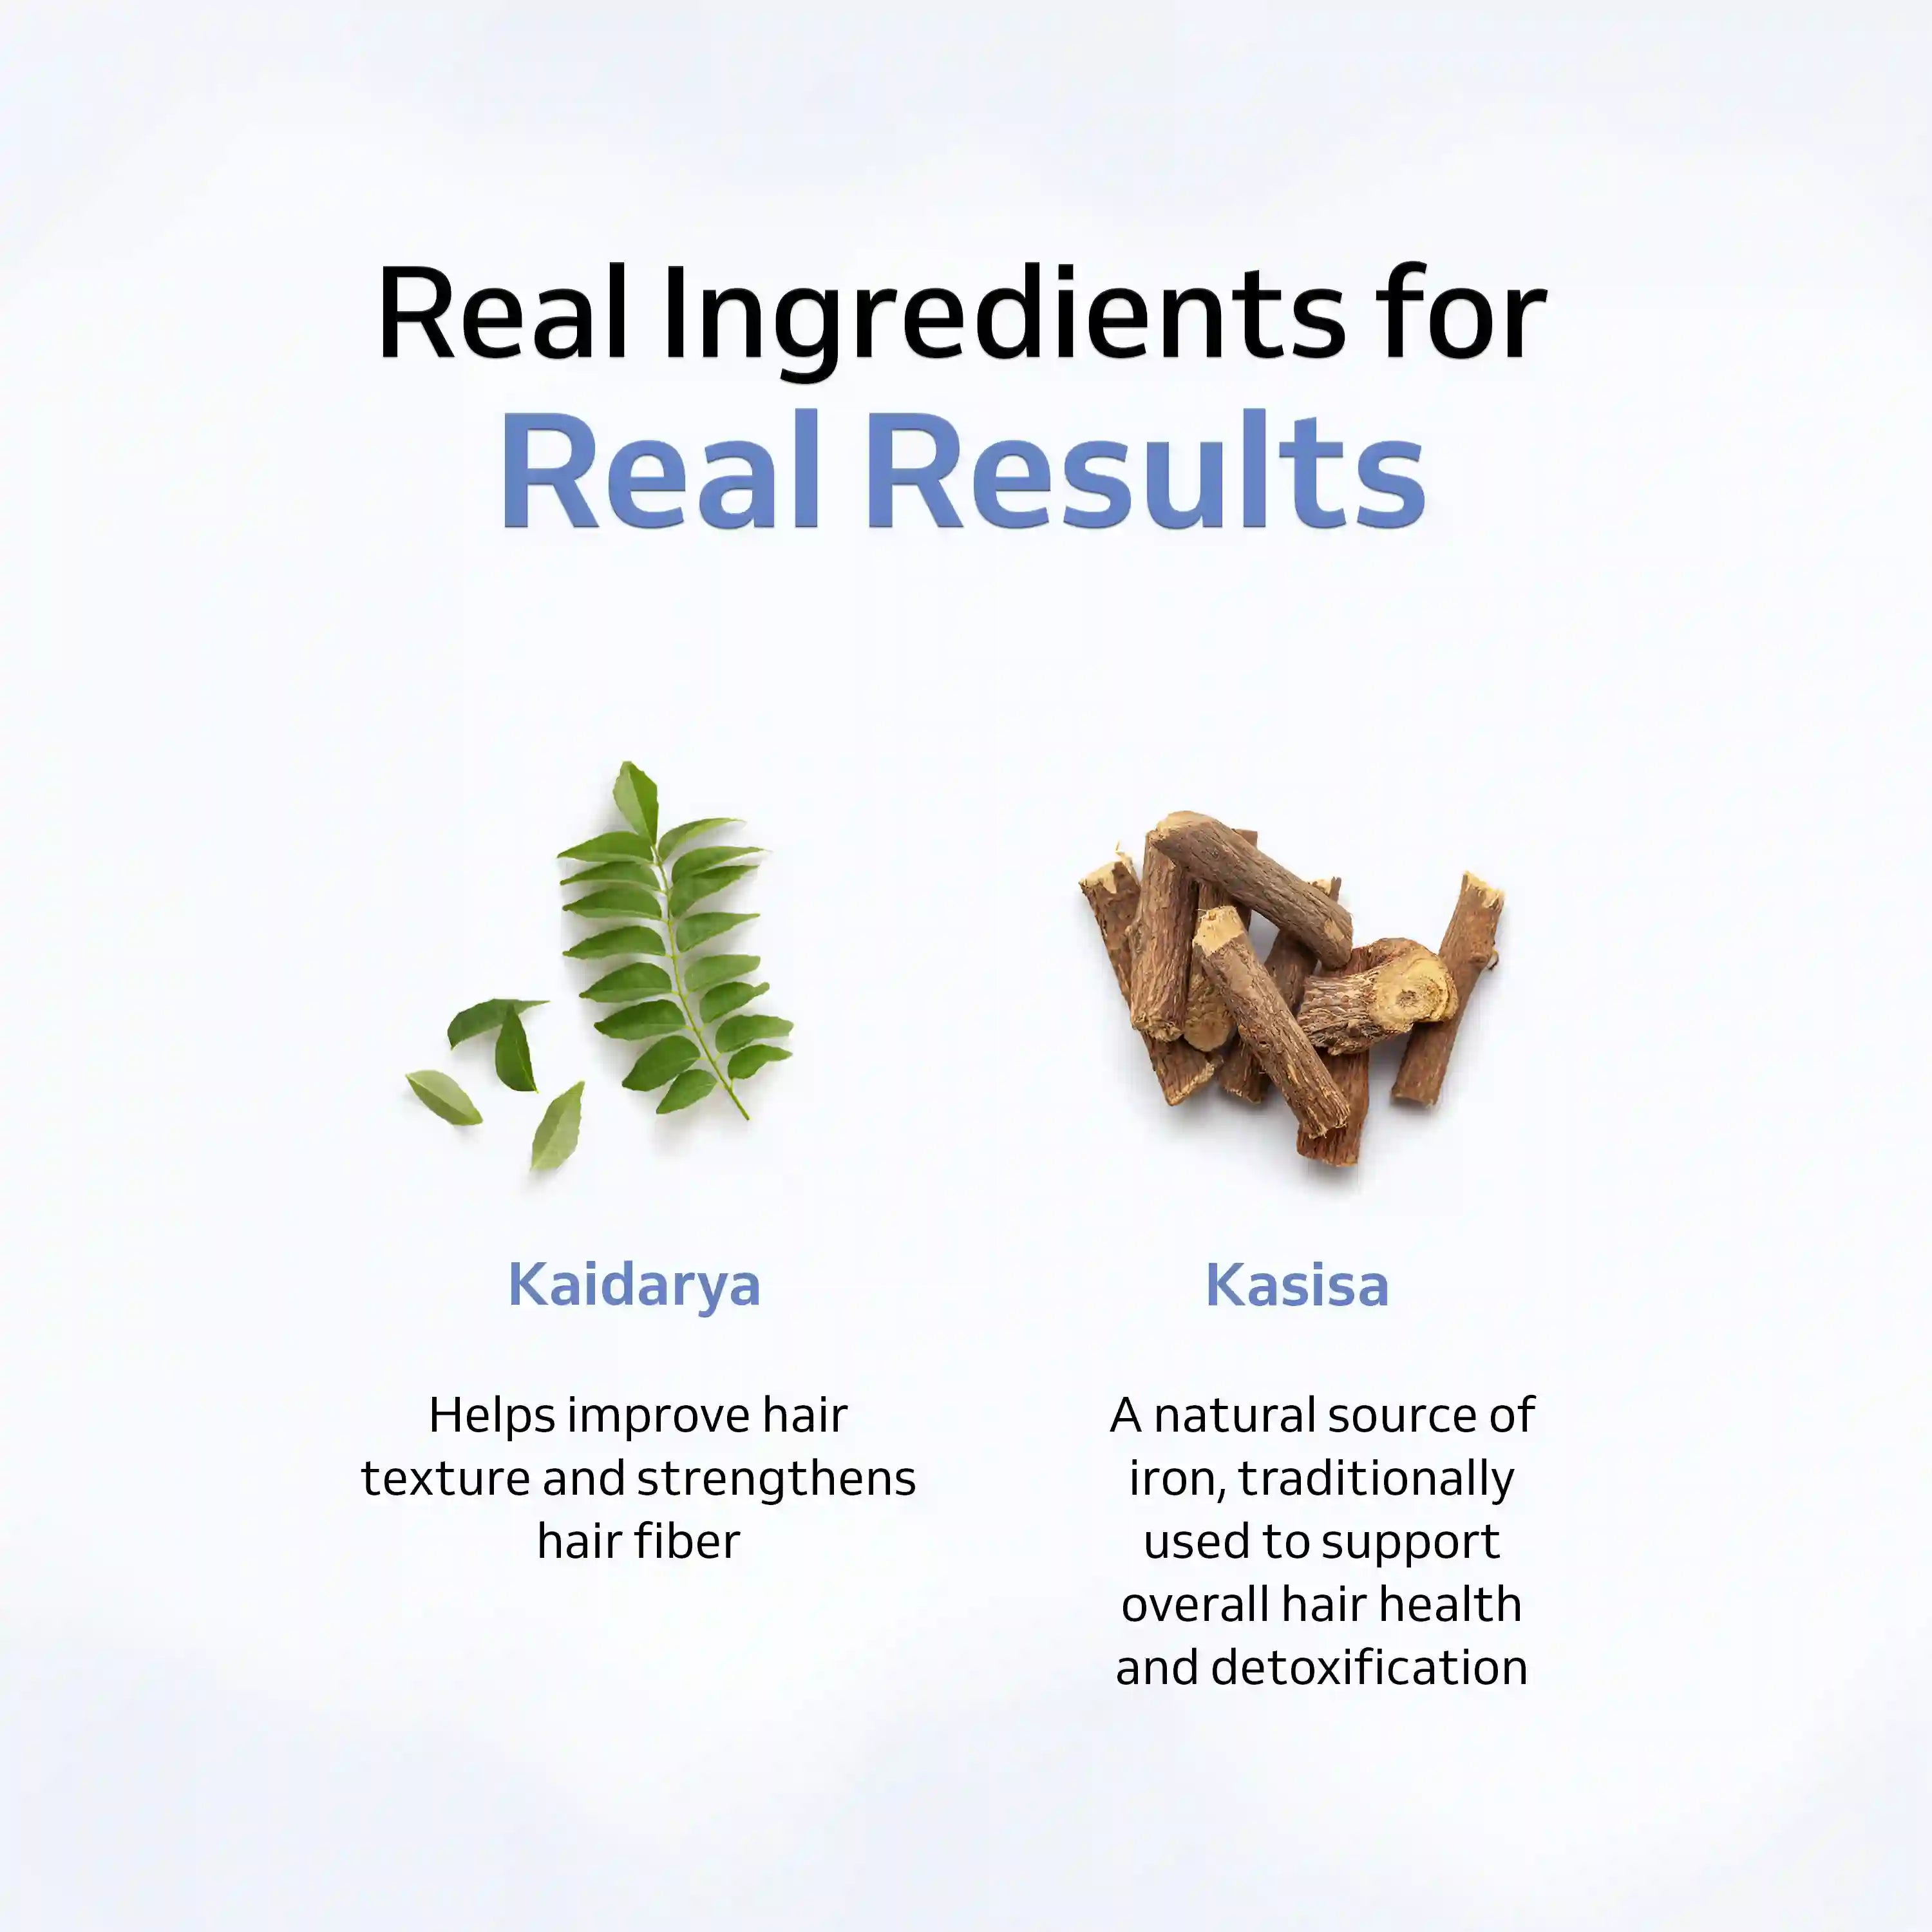 Real Ingredients for
Real Results
Kaidarya
Helps improve hair
texture and strengthens
hair fiber
Kasisa
A natural source of
iron, traditionally
used to support
overall hair health
and detoxification